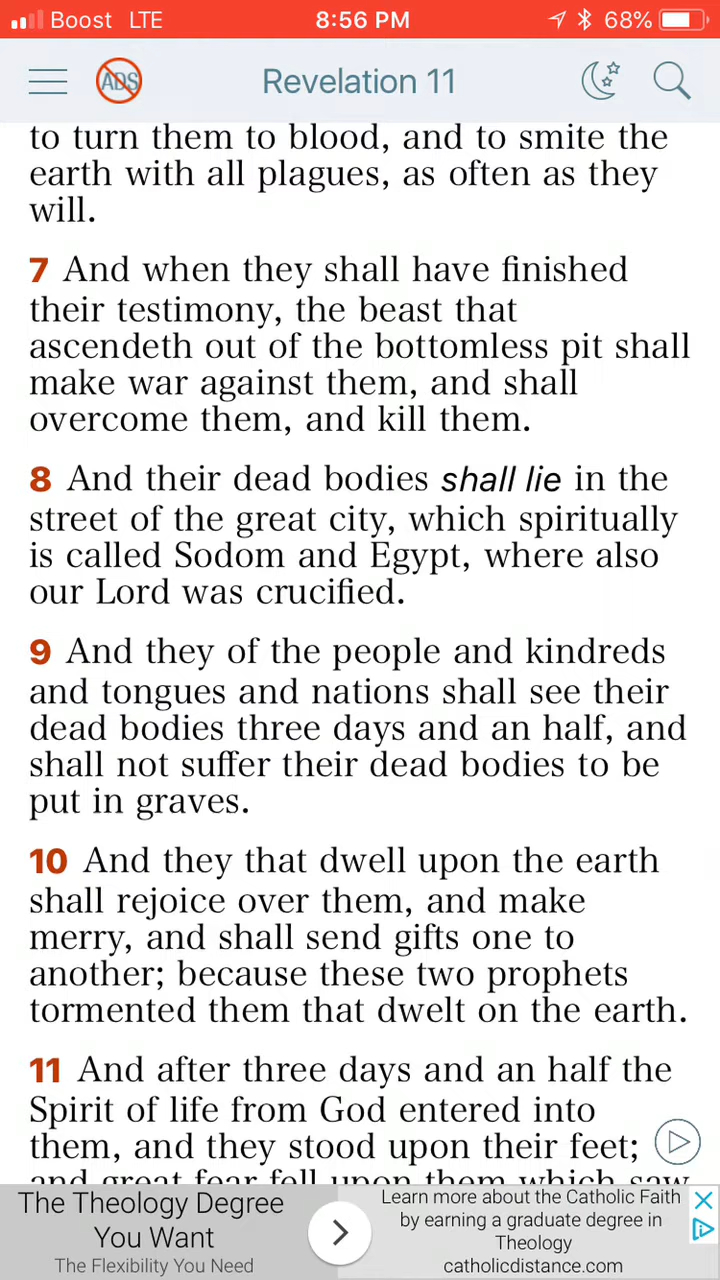 Boost LTE 8:56 PM 68%
ADS Revelation 11
to turn them to blood, and to smite the
earth with all plagues, as often as they
will.
7 And when they shall have finished
their testimony, the beast that
ascendeth out of the bottomless pit shall
make war against them, and shall
overcome them, and kill them.
8 And their dead bodies shall lie in the
street of the great city, which spiritually
is called Sodom and Egypt, where also
our Lord was crucified.
9 And they of the people and kindreds
and tongues and nations shall see their
dead bodies three days and an half, and
shall not suffer their dead bodies to be
put in graves.
10 And they that dwell upon the earth
shall rejoice over them, and make
merry, and shall send gifts one to
another; because these two prophets
tormented them that dwelt on the earth.
11 And after three days and an half the
Spirit of life from God entered into
them, and they stood upon their feet;
and great fear fell upon them which saw
The Theology Degree
You Want
The Flexibility You Need
Learn more about the Catholic Faith
by earning a graduate degree in
Theology
catholicdistance.com